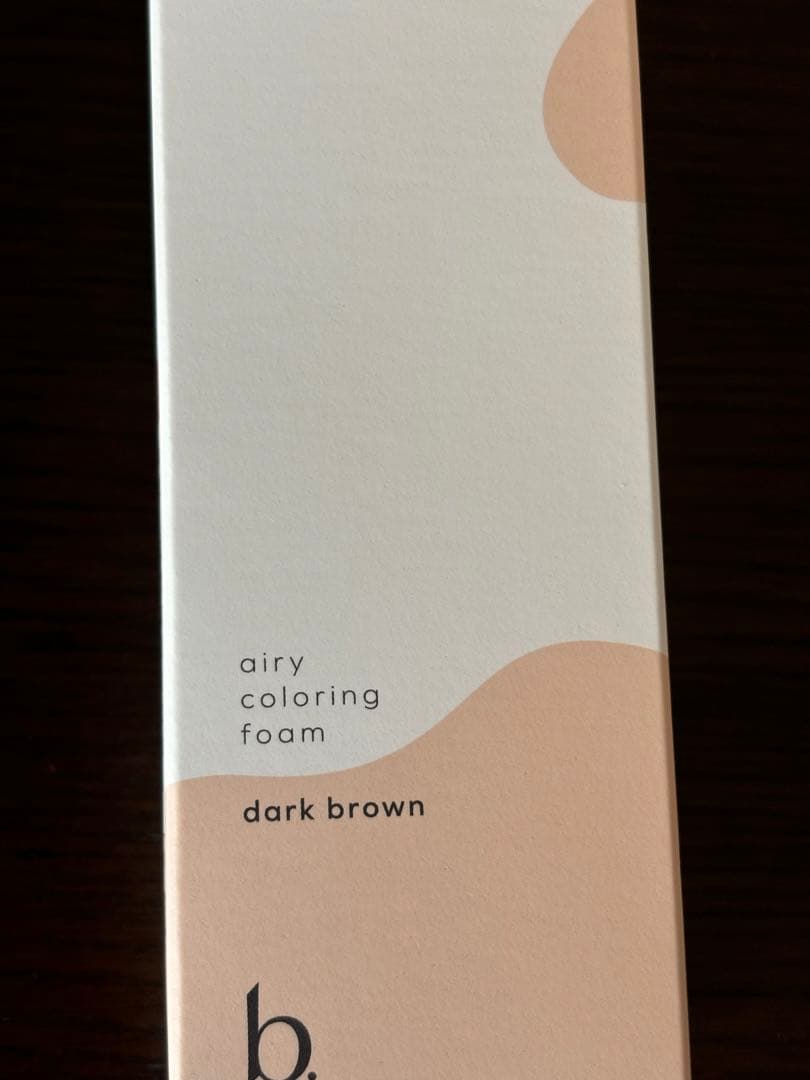 airy
coloring
foam
dark brown
b.